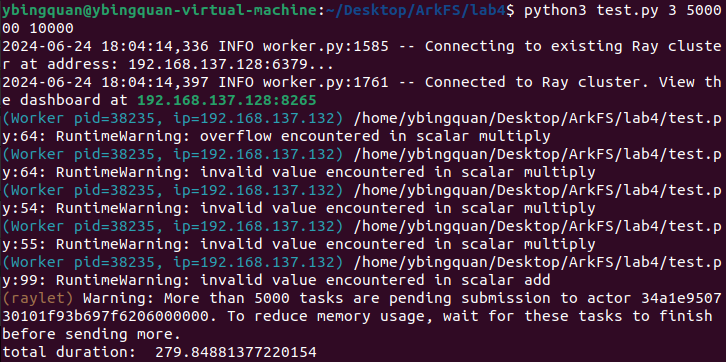 ybingquan@ybingquan-virtual-machine:~/Desktop/ArkFS/lab4$ python3 test.py 3 5000
00 10000
2024-06-24 18:04:14,336 INFO worker.py:1585 -- Connecting to existing Ray cluste
r at address: 192.168.137.128:6379...
2024-06-24 18:04:14,397 INFO worker.py:1761 -- Connected to Ray cluster. View th
e dashboard at 192.168.137.128:8265
(Worker pid=38235, ip=192.168.137.132) /home/ybingquan/Desktop/ArkFS/lab4/test.p
y:64: RuntimeWarning: overflow encountered in scalar multiply
(Worker pid=38235, ip=192.168.137.132) /home/ybingquan/Desktop/ArkFS/lab4/test.p
y:64: RuntimeWarning: invalid value encountered in scalar multiply
(Worker pid=38235, ip=192.168.137.132) /home/ybingquan/Desktop/ArkFS/lab4/test.p
y:54: RuntimeWarning: invalid value encountered in scalar multiply
(Worker pid=38235, ip=192.168.137.132) /home/ybingquan/Desktop/ArkFS/lab4/test.p
y:55: RuntimeWarning: invalid value encountered in scalar multiply
(Worker pid=38235, ip=192.168.137.132) /home/ybingquan/Desktop/ArkFS/lab4/test.p
y:99: RuntimeWarning: invalid value encountered in scalar add
(raylet) Warning: More than 5000 tasks are pending submission to actor 34a1e9507
30101f93b697f6206000000. To reduce memory usage, wait for these tasks to finish
before sending more.
total duration:  279.84881377220154